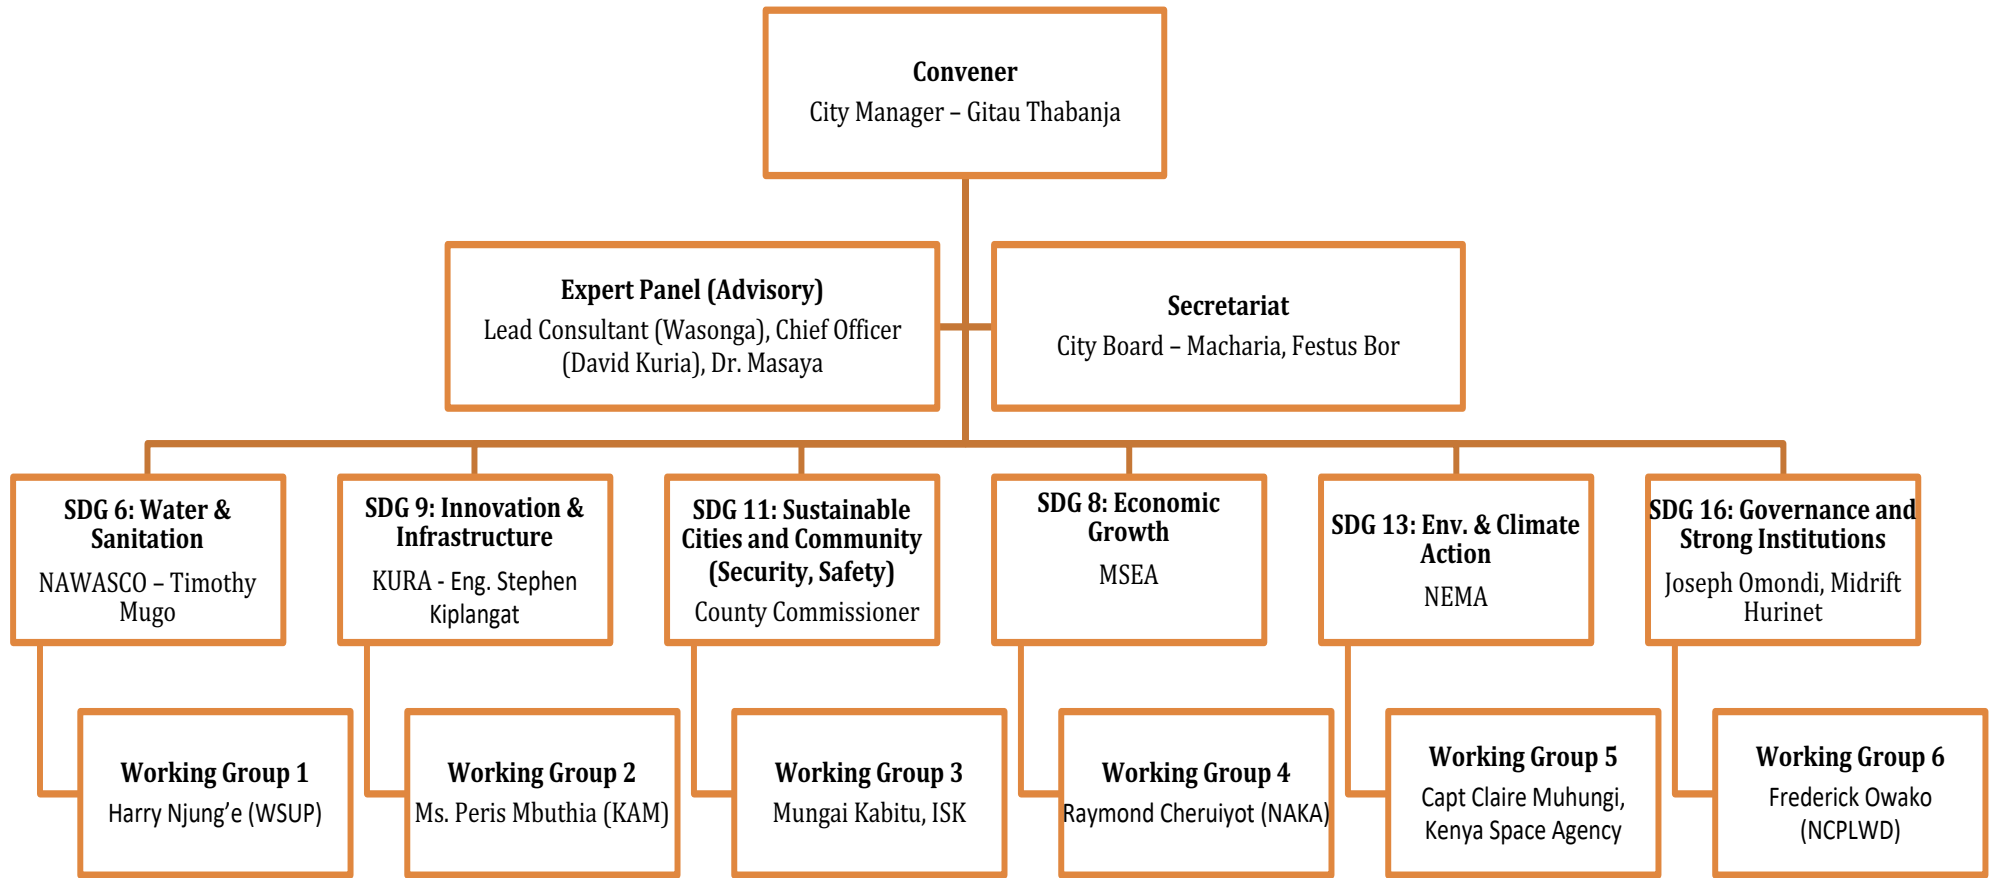 Convener
City Manager – Gitau Thabanja
Expert Panel (Advisory)
Lead Consultant (Wasonga), Chief Officer
(David Kuria), Dr. Masaya
Secretariat
City Board – Macharia, Festus Bor
SDG 6: Water &
Sanitation
NAWASCO – Timothy
Mugo
SDG 9: Innovation &
Infrastructure
KURA - Eng. Stephen
Kiplangat
SDG 11: Sustainable
Cities and Community
(Security, Safety)
County Commissioner
SDG 8: Economic
Growth
MSEA
SDG 13: Env. & Climate
Action
NEMA
SDG 16: Governance and
Strong Institutions
Joseph Omondi, Midrift
Hurinet
Working Group 1
Harry Njung’e (WSUP)
Working Group 2
Ms. Peris Mbuthia (KAM)
Working Group 3
Mungai Kabitu, ISK
Working Group 4
Raymond Cheruiyot (NAKA)
Working Group 5
Capt Claire Muhungi,
Kenya Space Agency
Working Group 6
Frederick Owako
(NCPLWD)